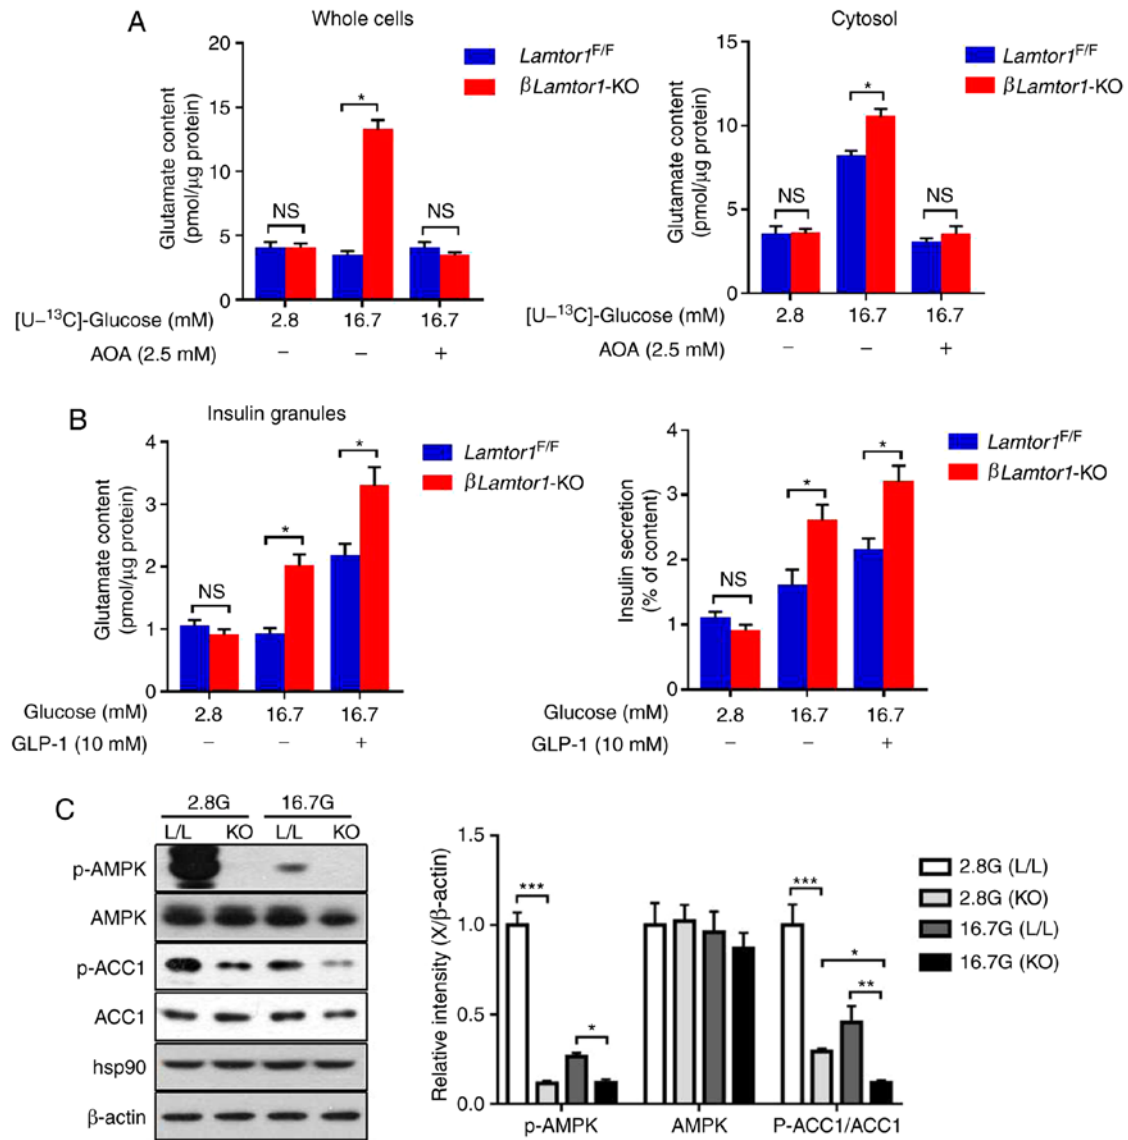 A
Whole cells
Cytosol
20
15
10
5
0
Glutamate content
(pmol/μg protein)
Lamtor1F/F
βLamtor1-KO
NS
*
NS
[U–13C]-Glucose (mM)
2.8
16.7
16.7
AOA (2.5 mM)
–
–
+
15
10
5
0
Glutamate content
(pmol/μg protein)
Lamtor1F/F
βLamtor1-KO
NS
*
NS
[U–13C]-Glucose (mM)
2.8
16.7
16.7
AOA (2.5 mM)
–
–
+
B
Insulin granules
4
3
2
1
0
Glutamate content
(pmol/μg protein)
Lamtor1F/F
βLamtor1-KO
NS
*
*
Glucose (mM)
2.8
16.7
16.7
GLP-1 (10 mM)
–
–
+
4
3
2
1
0
Insulin secretion
(% of content)
Lamtor1F/F
βLamtor1-KO
NS
*
*
Glucose (mM)
2.8
16.7
16.7
GLP-1 (10 mM)
–
–
+
C
2.8G
16.7G
L/L
KO
L/L
KO
p-AMPK
AMPK
p-ACC1
ACC1
hsp90
β-actin
1.5
1.0
0.5
0.0
Relative intensity (X/β-actin)
***
*
***
*
**
p-AMPK
AMPK
P-ACC1/ACC1
2.8G (L/L)
2.8G (KO)
16.7G (L/L)
16.7G (KO)